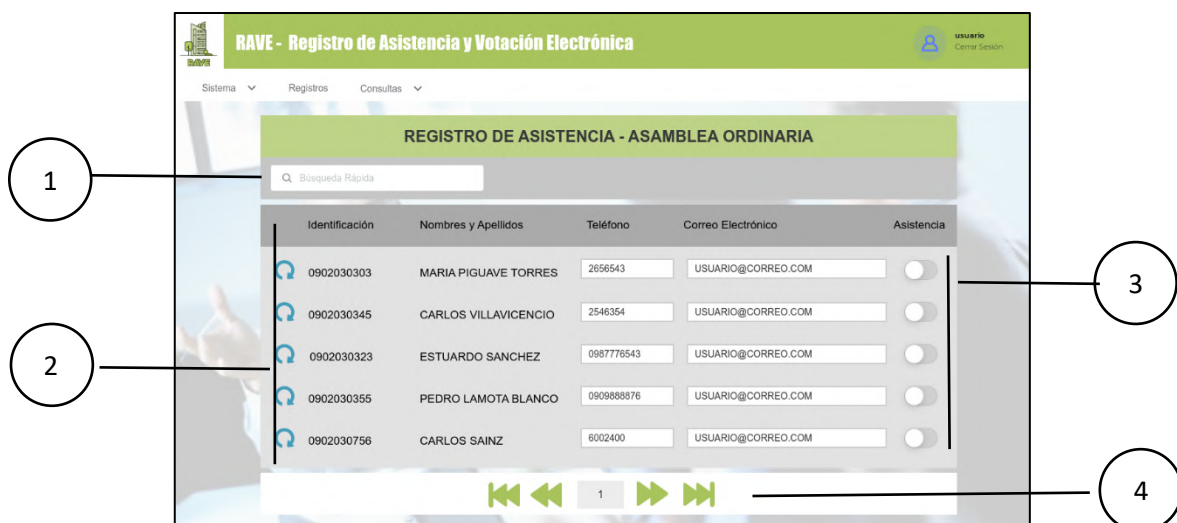 RAVE
RAVE - Registro de Asistencia y Votación Electrónica
usuario
Cerrar Sesión
Sistema Registros Consultas
REGISTRO DE ASISTENCIA - ASAMBLEA ORDINARIA
1
Búsqueda Rápida
Identificación Nombres y Apellidos Teléfono Correo Electrónico Asistencia
0902030303 MARIA PIGUAVE TORRES 2656543 USUARIO@CORREO.COM
3
0902030345 CARLOS VILLAVICENCIO 2546354 USUARIO@CORREO.COM
2
0902030323 ESTUARDO SANCHEZ 0987776543 USUARIO@CORREO.COM
0902030355 PEDRO LAMOTA BLANCO 0909888876 USUARIO@CORREO.COM
0902030756 CARLOS SAINZ 6002400 USUARIO@CORREO.COM
1
4